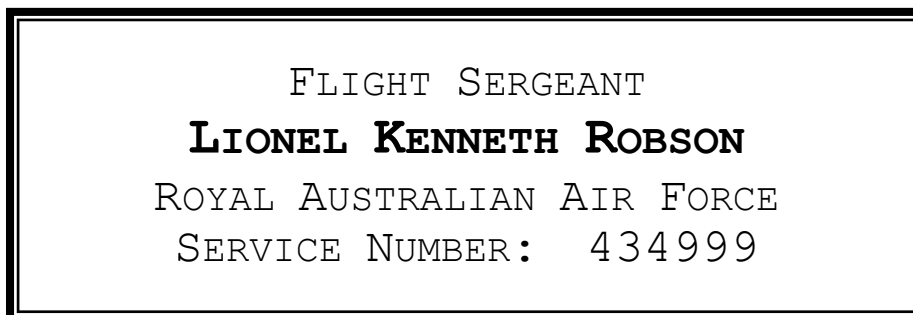 Flight Sergeant
Lionel Kenneth Robson
Royal Australian Air Force
Service Number: 434999